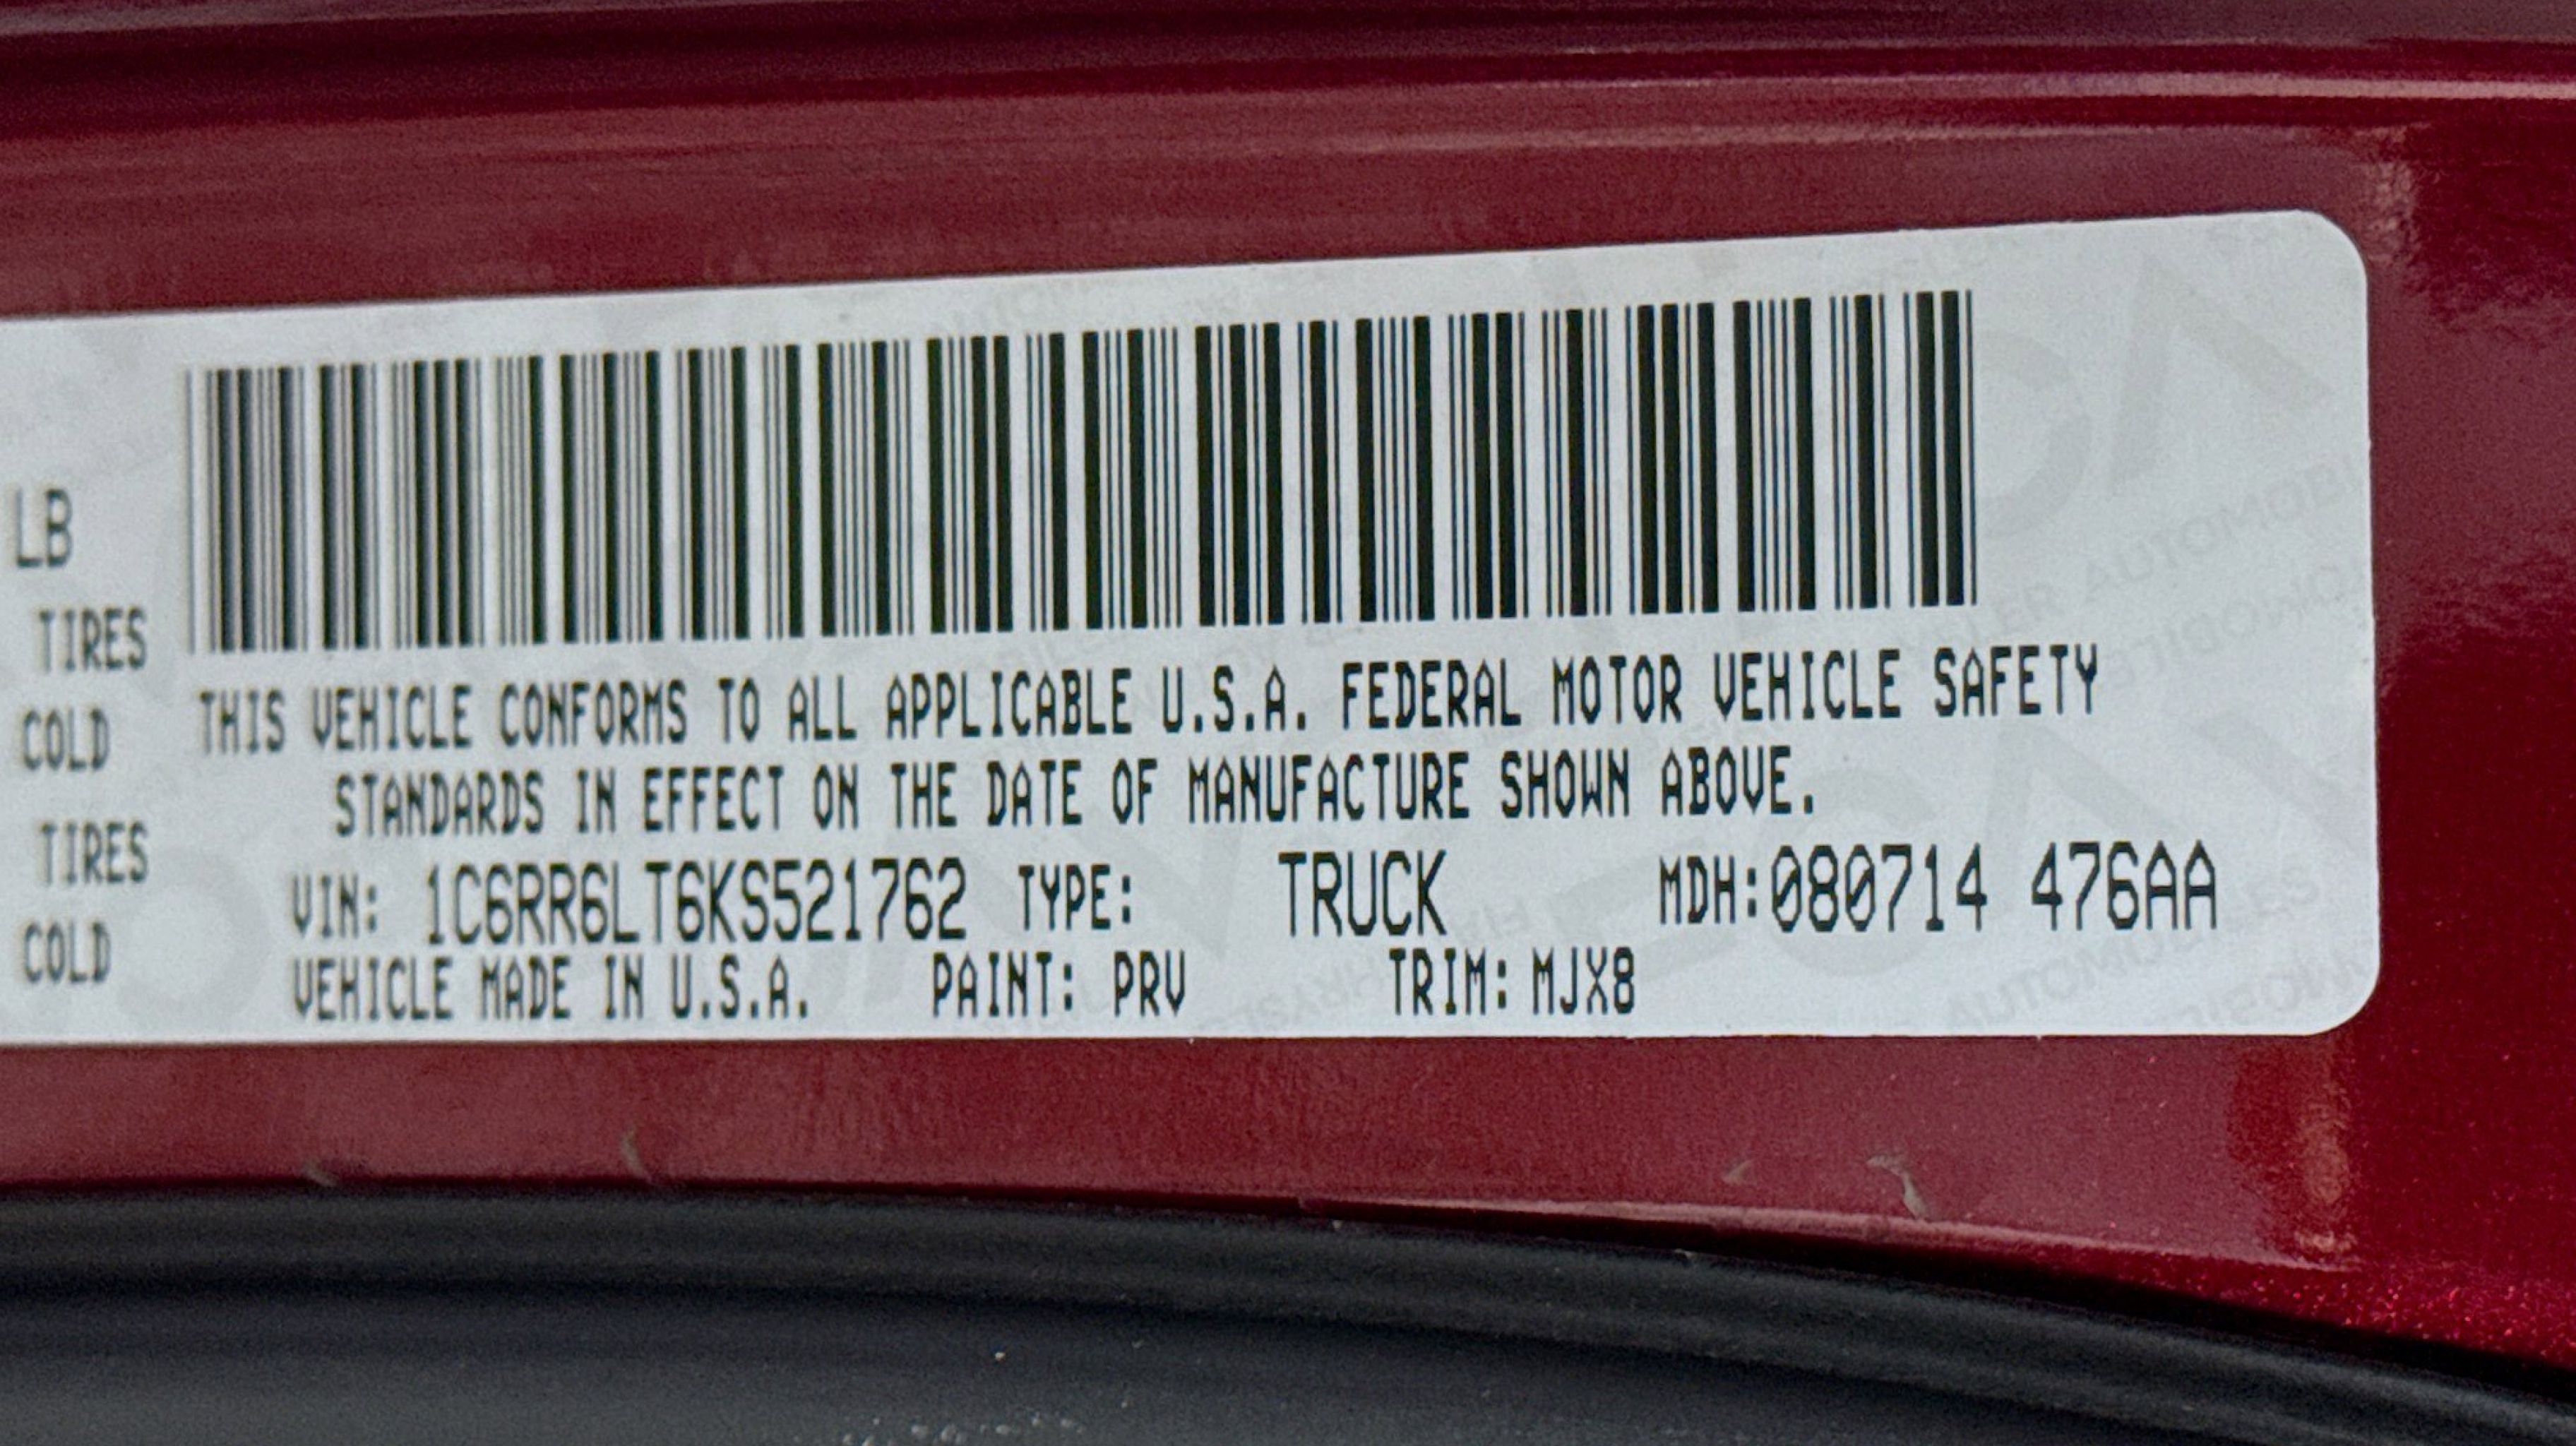 LB
TIRES
COLD
TIRES
COLD
THIS VEHICLE CONFORMS TO ALL APPLICABLE U.S.A. FEDERAL MOTOR VEHICLE SAFETY
STANDARDS IN EFFECT ON THE DATE OF MANUFACTURE SHOWN ABOVE.
VIN: 1C6RR6LT6KS521762 TYPE: TRUCK MDH:080714 476AA
VEHICLE MADE IN U.S.A. PAINT: PRV TRIM: MJX8